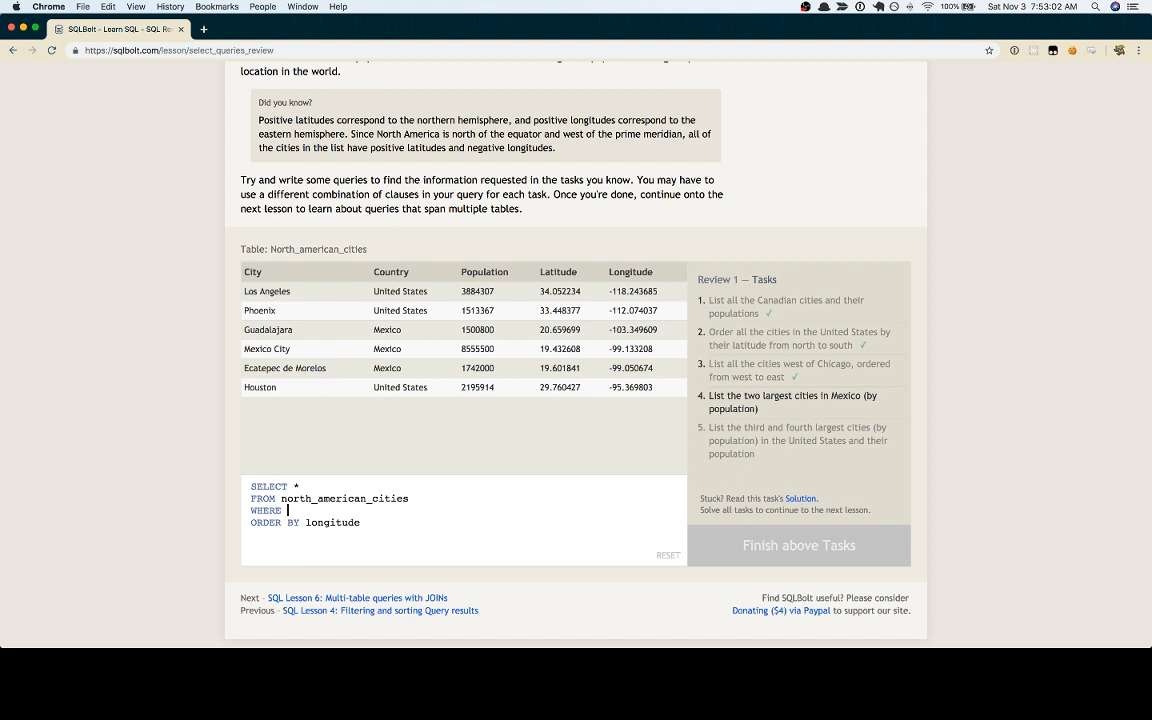 Chrome File Edit View History Bookmarks People Window Help 100% Sat Nov 3 7:53:02 AM
SQLBolt - Learn SQL - SQL Re
https://sqlbolt.com/lesson/select_queries_review
location in the world.
Did you know?
Positive latitudes correspond to the northern hemisphere, and positive longitudes correspond to the
eastern hemisphere. Since North America is north of the equator and west of the prime meridian, all of
the cities in the list have positive latitudes and negative longitudes.
Try and write some queries to find the information requested in the tasks you know. You may have to
use a different combination of clauses in your query for each task. Once you're done, continue onto the
next lesson to learn about queries that span multiple tables.
Table: North_american_cities
City Country Population Latitude Longitude
Los Angeles United States 3884307 34.052234 -118.243685
Phoenix United States 1513367 33.448377 -112.074037
Guadalajara Mexico 1500800 20.659699 -103.349609
Mexico City Mexico 8555500 19.432608 -99.133208
Ecatepec de Morelos Mexico 1742000 19.601841 -99.050674
Houston United States 2195914 29.760427 -95.369803
SELECT *
FROM north_american_cities
WHERE
ORDER BY longitude
RESET
Review 1 — Tasks
1. List all the Canadian cities and their
populations ✓
2. Order all the cities in the United States by
their latitude from north to south ✓
3. List all the cities west of Chicago, ordered
from west to east ✓
4. List the two largest cities in Mexico (by
population)
5. List the third and fourth largest cities (by
population) in the United States and their
population
Stuck? Read this task's Solution.
Solve all tasks to continue to the next lesson.
Finish above Tasks
Next - SQL Lesson 6: Multi-table queries with JOINs
Previous - SQL Lesson 4: Filtering and sorting Query results
Find SQLBolt useful? Please consider
Donating ($4) via Paypal to support our site.